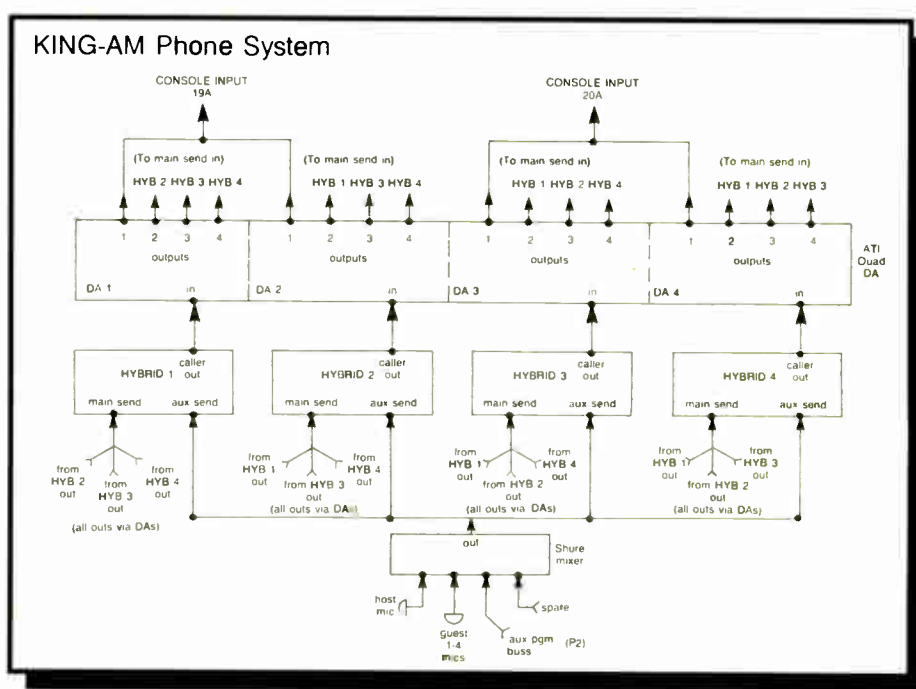 KING-AM Phone System
CONSOLE INPUT
19A
CONSOLE INPUT
20A
(To main send in)
HYB 2 HYB 3 HYB 4
(To main send in)
HYB 1 HYB 3 HYB 4
(To main send in)
HYB 1 HYB 2 HYB 4
(To main send in)
HYB 1 HYB 2 HYB 3
1 2 3 4
outputs
DA 1 in
1 2 3 4
outputs
DA 2 in
1 2 3 4
outputs
DA 3 in
1 2 3 4
outputs
DA 4 in
ATI
Quad
DA
caller
HYBRID 1 out
main send aux send
caller
HYBRID 2 out
main send aux send
caller
HYBRID 3 out
main send aux send
caller
HYBRID 4 out
main send aux send
from
HYB 2
out
from
HYB 3
out
from
HYB 4
out
(all outs via DAs)
from
HYB 1
out
from HYB 3
out
from
HYB 4
out
(all outs via DAs)
from
HYB 1
out
from HYB 2
out
from
HYB 4
out
(all outs via DAs)
from
HYB 1
out
from HYB 2
out
from
HYB 3
out
(all outs via DAs)
out
Shure
mixer
host
mic
guest
1-4
mics
aux pgm (P2)
buss
spare